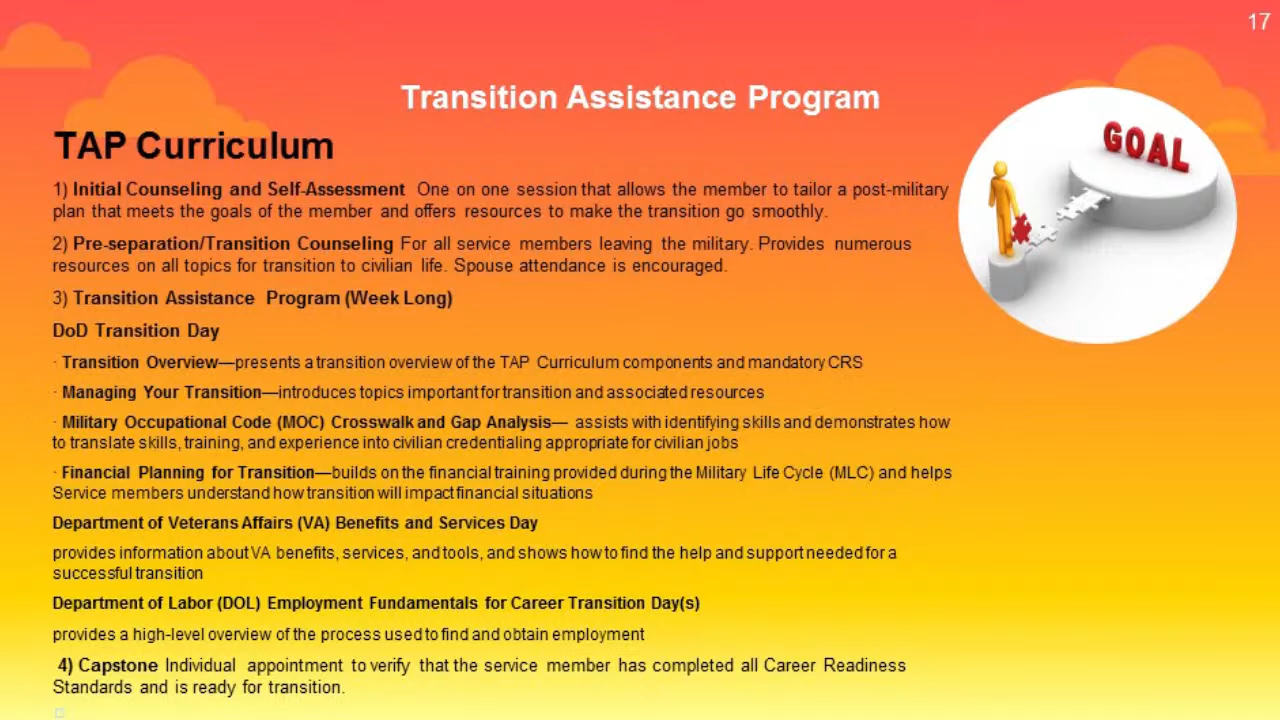 17
Transition Assistance Program
TAP Curriculum
GOAL
1) Initial Counseling and Self-Assessment One on one session that allows the member to tailor a post-military
plan that meets the goals of the member and offers resources to make the transition go smoothly.
2) Pre-separation/Transition Counseling For all service members leaving the military. Provides numerous
resources on all topics for transition to civilian life. Spouse attendance is encouraged.
3) Transition Assistance Program (Week Long)
DoD Transition Day
· Transition Overview—presents a transition overview of the TAP Curriculum components and mandatory CRS
· Managing Your Transition—introduces topics important for transition and associated resources
· Military Occupational Code (MOC) Crosswalk and Gap Analysis— assists with identifying skills and demonstrates how
to translate skills, training, and experience into civilian credentialing appropriate for civilian jobs
· Financial Planning for Transition—builds on the financial training provided during the Military Life Cycle (MLC) and helps
Service members understand how transition will impact financial situations
Department of Veterans Affairs (VA) Benefits and Services Day
provides information about VA benefits, services, and tools, and shows how to find the help and support needed for a
successful transition
Department of Labor (DOL) Employment Fundamentals for Career Transition Day(s)
provides a high-level overview of the process used to find and obtain employment
4) Capstone Individual appointment to verify that the service member has completed all Career Readiness
Standards and is ready for transition.